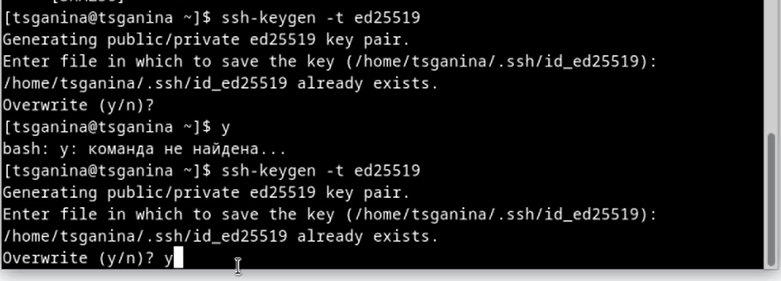 [tsganina@tsganina ~]$ ssh-keygen -t ed25519
Generating public/private ed25519 key pair.
Enter file in which to save the key (/home/tsganina/.ssh/id_ed25519):
/home/tsganina/.ssh/id_ed25519 already exists.
Overwrite (y/n)?
[tsganina@tsganina ~]$ y
bash: y: команда не найдена...
[tsganina@tsganina ~]$ ssh-keygen -t ed25519
Generating public/private ed25519 key pair.
Enter file in which to save the key (/home/tsganina/.ssh/id_ed25519):
/home/tsganina/.ssh/id_ed25519 already exists.
Overwrite (y/n)? y